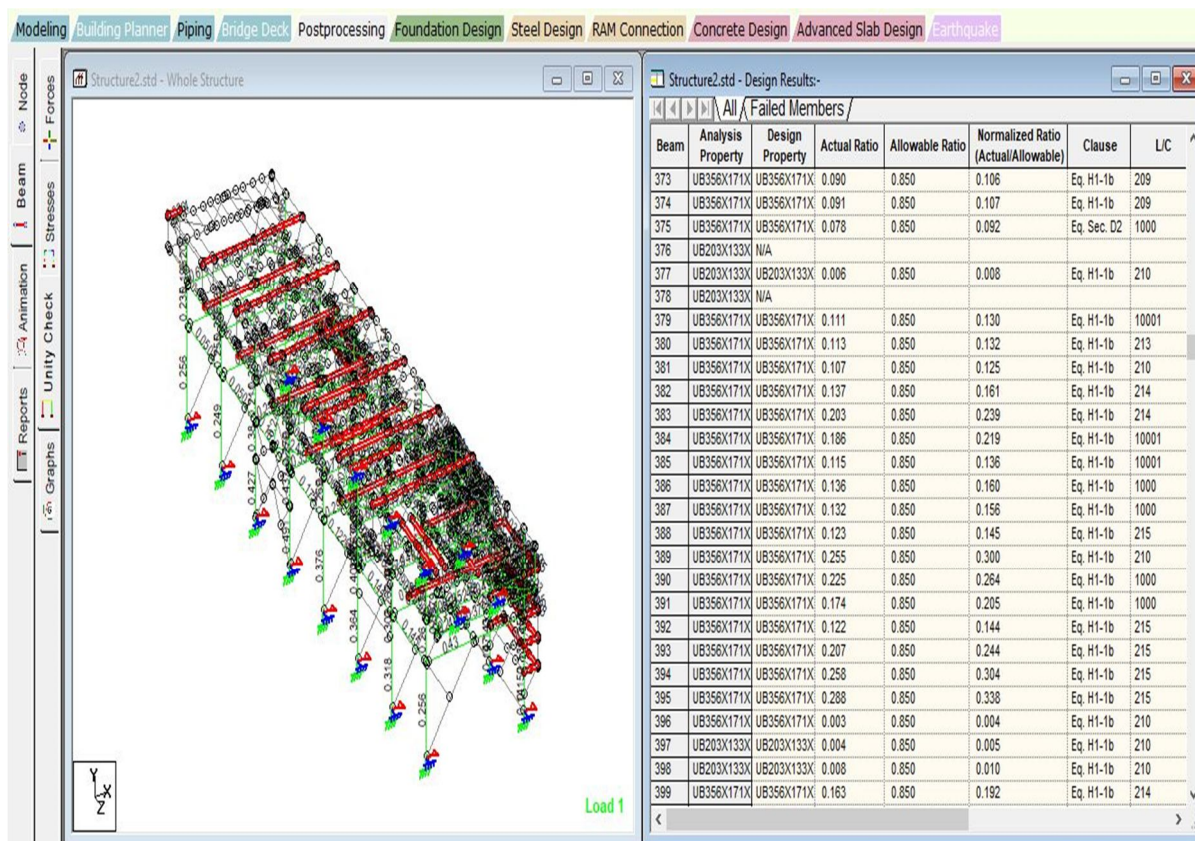 Modeling Building Planner Piping Bridge Deck Postprocessing Foundation Design Steel Design RAM Connection Concrete Design Advanced Slab Design Earthquake
Node
Beam
Animation
Reports
Forces
Stresses
Unity Check
Graphs
Structure2.std - Whole Structure
0.256
0.249
0.427
0.376
0.364
0.318
0.256
Y
X
Z
Load 1
Structure2.std - Design Results:-
All Failed Members
Beam Analysis Property Design Property Actual Ratio Allowable Ratio Normalized Ratio (Actual/Allowable) Clause L/C
373 UB356X171X UB356X171X 0.090 0.850 0.106 Eq. H1-1b 209
374 UB356X171X UB356X171X 0.091 0.850 0.107 Eq. H1-1b 209
375 UB356X171X UB356X171X 0.078 0.850 0.092 Eq. Sec. D2 1000
376 UB203X133X N/A
377 UB203X133X UB203X133X 0.006 0.850 0.008 Eq. H1-1b 210
378 UB203X133X N/A
379 UB356X171X UB356X171X 0.111 0.850 0.130 Eq. H1-1b 10001
380 UB356X171X UB356X171X 0.113 0.850 0.132 Eq. H1-1b 213
381 UB356X171X UB356X171X 0.107 0.850 0.125 Eq. H1-1b 210
382 UB356X171X UB356X171X 0.137 0.850 0.161 Eq. H1-1b 214
383 UB356X171X UB356X171X 0.203 0.850 0.239 Eq. H1-1b 214
384 UB356X171X UB356X171X 0.186 0.850 0.219 Eq. H1-1b 10001
385 UB356X171X UB356X171X 0.115 0.850 0.136 Eq. H1-1b 10001
386 UB356X171X UB356X171X 0.136 0.850 0.160 Eq. H1-1b 1000
387 UB356X171X UB356X171X 0.132 0.850 0.156 Eq. H1-1b 1000
388 UB356X171X UB356X171X 0.123 0.850 0.145 Eq. H1-1b 215
389 UB356X171X UB356X171X 0.255 0.850 0.300 Eq. H1-1b 210
390 UB356X171X UB356X171X 0.225 0.850 0.264 Eq. H1-1b 1000
391 UB356X171X UB356X171X 0.174 0.850 0.205 Eq. H1-1b 1000
392 UB356X171X UB356X171X 0.122 0.850 0.144 Eq. H1-1b 215
393 UB356X171X UB356X171X 0.207 0.850 0.244 Eq. H1-1b 215
394 UB356X171X UB356X171X 0.258 0.850 0.304 Eq. H1-1b 215
395 UB356X171X UB356X171X 0.288 0.850 0.338 Eq. H1-1b 215
396 UB356X171X UB356X171X 0.003 0.850 0.004 Eq. H1-1b 210
397 UB203X133X UB203X133X 0.004 0.850 0.005 Eq. H1-1b 210
398 UB203X133X UB203X133X 0.008 0.850 0.010 Eq. H1-1b 210
399 UB356X171X UB356X171X 0.163 0.850 0.192 Eq. H1-1b 214